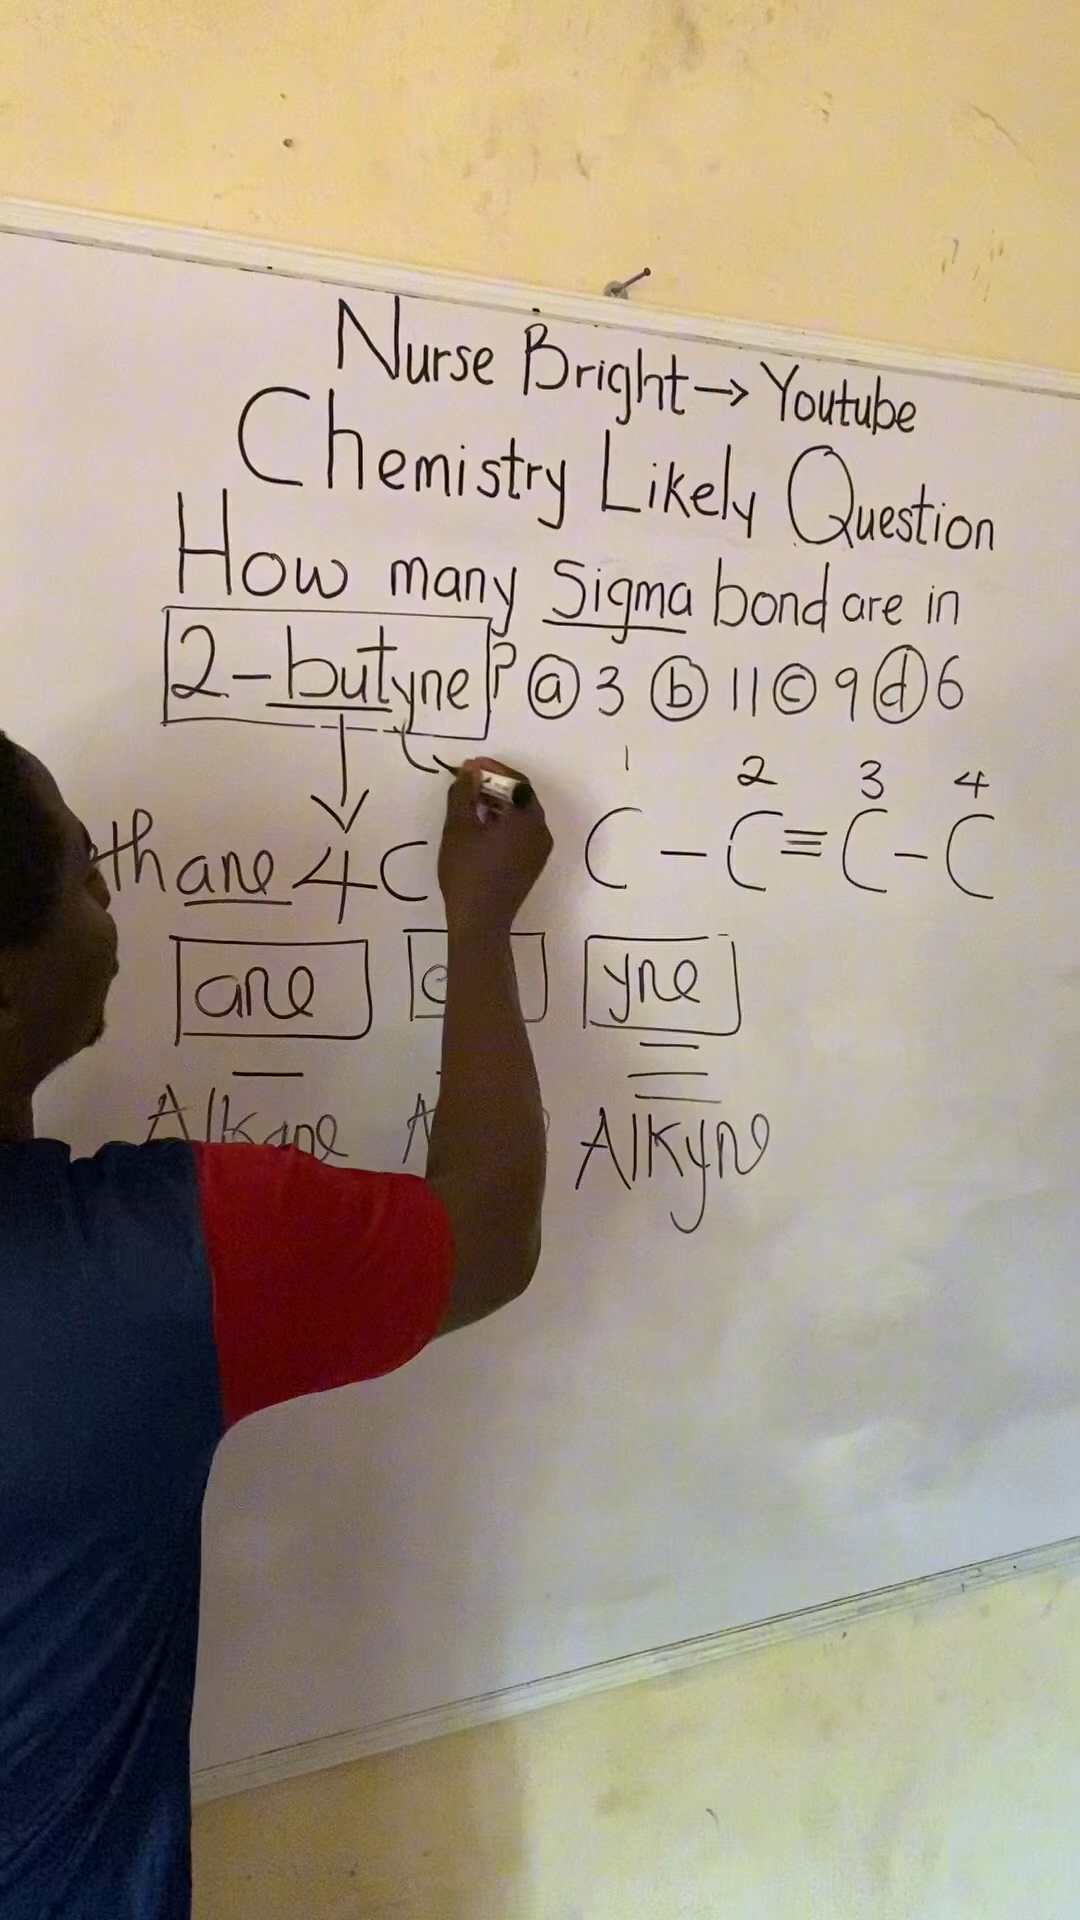 Nurse Bright → Youtube
Chemistry Likely Question
How many Sigma bond are in
2-butyne? ⓐ 3 ⓑ 11 ⓒ 9 ⓓ 6
1 2 3 4
thane 4C C - C ≡ C - C
ane yne
Alkane Alkyne